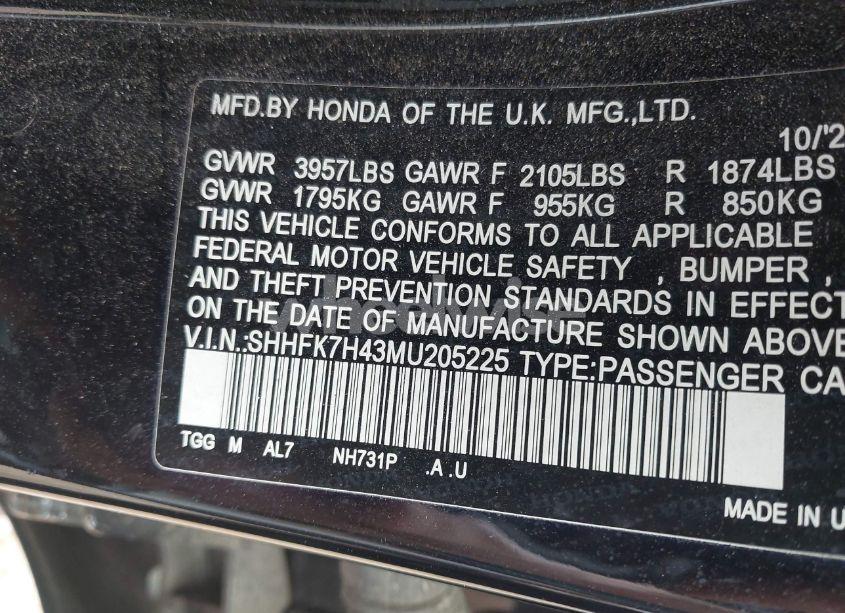 MFD.BY HONDA OF THE U.K. MFG.,LTD.
10/'2
GVWR 3957LBS GAWR F 2105LBS R 1874LBS
GVWR 1795KG GAWR F 955KG R 850KG
THIS VEHICLE CONFORMS TO ALL APPLICABLE
FEDERAL MOTOR VEHICLE SAFETY , BUMPER ,
AND THEFT PREVENTION STANDARDS IN EFFECT
ON THE DATE OF MANUFACTURE SHOWN ABOVE
V.I.N.:SHHFK7H43MU205225 TYPE:PASSENGER CA
TGG M AL7 NH731P .A .U
MADE IN U